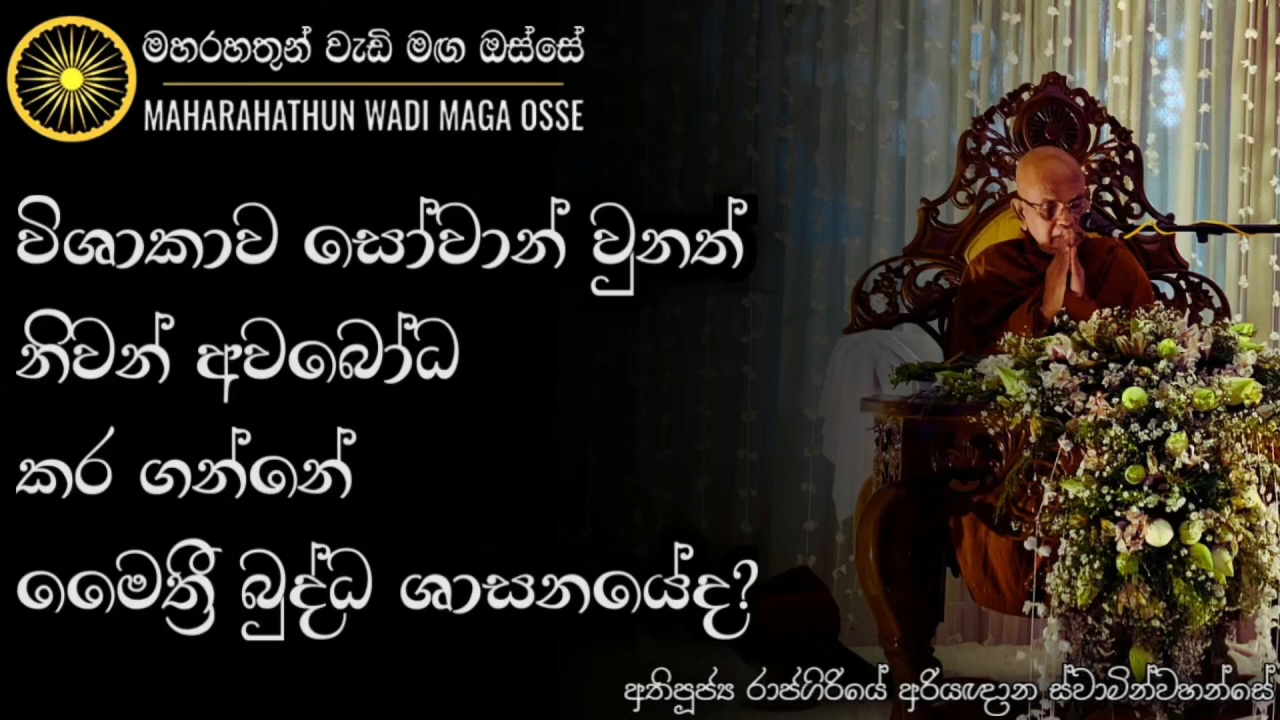 මහරහතුන් වැඩි මඟ ඔස්සේ
MAHARAHATHUN WADI MAGA OSSE
විශාකාව සෝවාන් වුනත්
නිවන් අවබෝධ
කර ගන්නේ
මෛත්‍රී බුද්ධ ශාසනයේද?
අතිපූජ්‍ය රාජගිරියේ අරියඥාන ස්වාමින්වහන්සේ